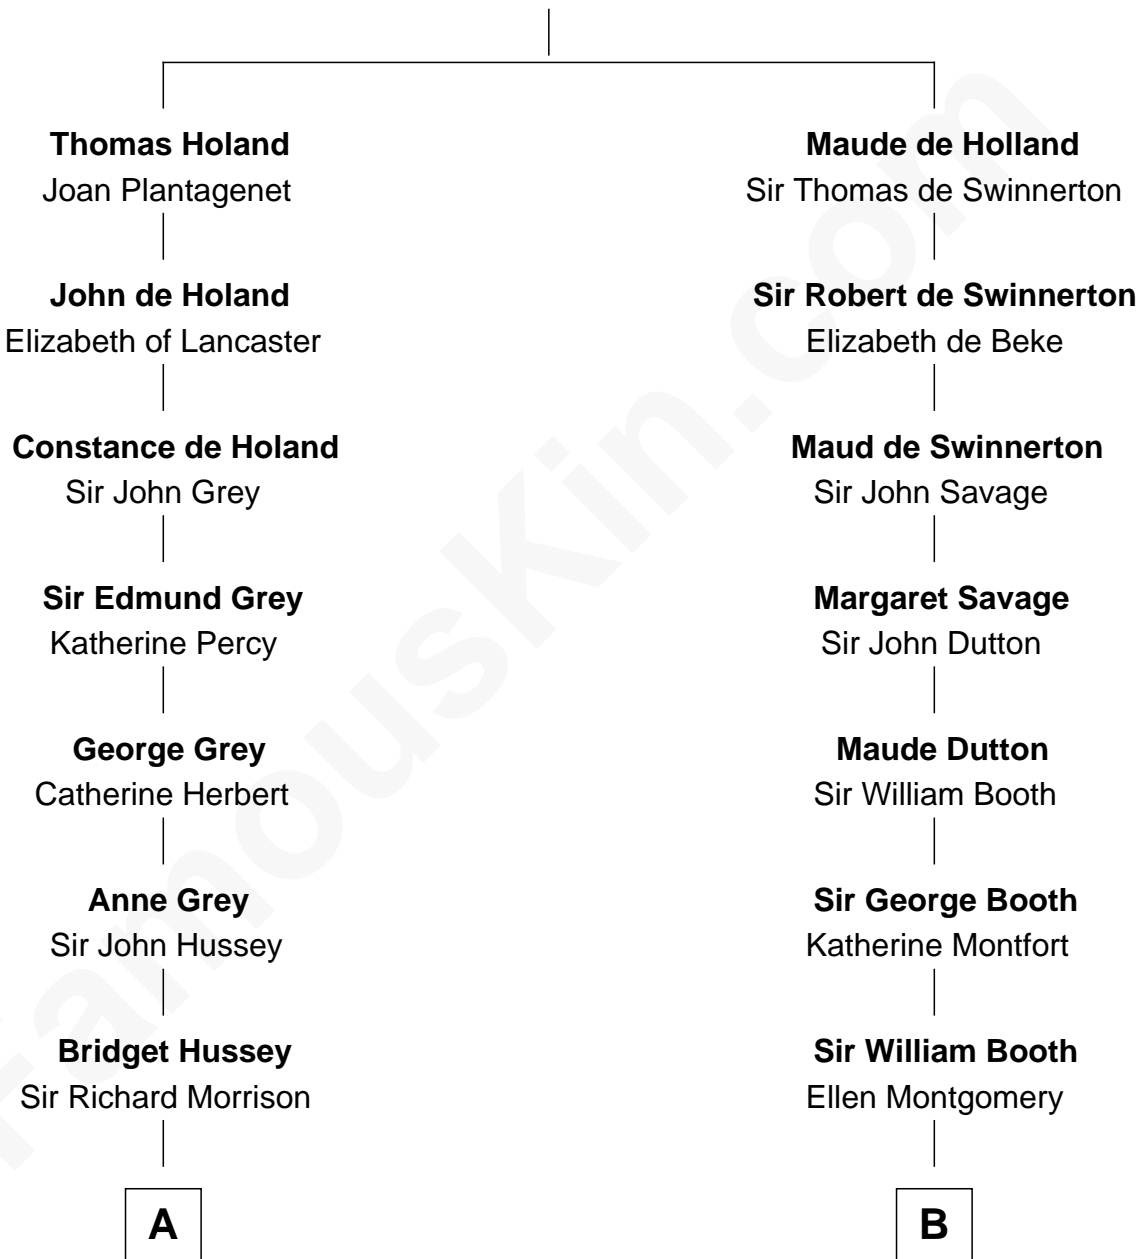 Thomas Holand
Joan Plantagenet
John de Holand
Elizabeth of Lancaster
Constance de Holand
Sir John Grey
Sir Edmund Grey
Katherine Percy
George Grey
Catherine Herbert
Anne Grey
Sir John Hussey
Bridget Hussey
Sir Richard Morrison
A
Maude de Holland
Sir Thomas de Swinnerton
Sir Robert de Swinnerton
Elizabeth de Beke
Maud de Swinnerton
Sir John Savage
Margaret Savage
Sir John Dutton
Maude Dutton
Sir William Booth
Sir George Booth
Katherine Montfort
Sir William Booth
Ellen Montgomery
B
FamousKin.com